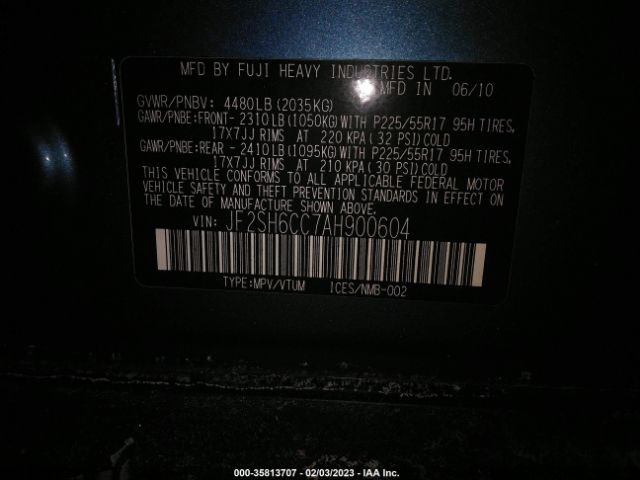 MFD BY FUJI HEAVY INDUSTRIES LTD.
MFD IN 06/10
GVWR/PNBV: 4480LB(2035KG)
GAWR/PNBE:FRONT- 2310LB(1050KG)WITH P225/55R17 95H TIRES,
17X7JJ RIMS AT 220 KPA(32 PSI)COLD
GAWR/PNBE:REAR - 2410LB(1095KG)WITH P225/55R17 95H TIRES,
17X7JJ RIMS AT 210 KPA(30 PSI)COLD
THIS VEHICLE CONFORMS TO ALL APPLICABLE FEDERAL MOTOR
VEHICLE SAFETY AND THEFT PREVENTION STANDARDS IN EFFECT
ON THE DATE OF MANUFACTURE SHOWN ABOVE.
VIN: JF2SH6CC7AH900604
TYPE:MPV/VTUM ICES/NMB-002
000-35813707 - 02/03/2023 - IAA Inc.